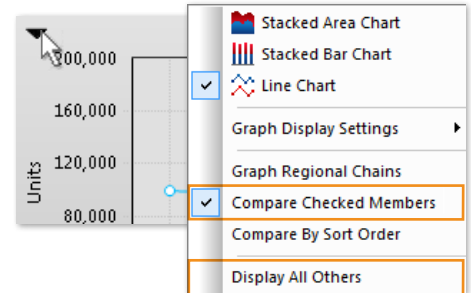 200,000
160,000
120,000
80,000
Units
Stacked Area Chart
Stacked Bar Chart
Line Chart
Graph Display Settings
Graph Regional Chains
Compare Checked Members
Compare By Sort Order
Display All Others